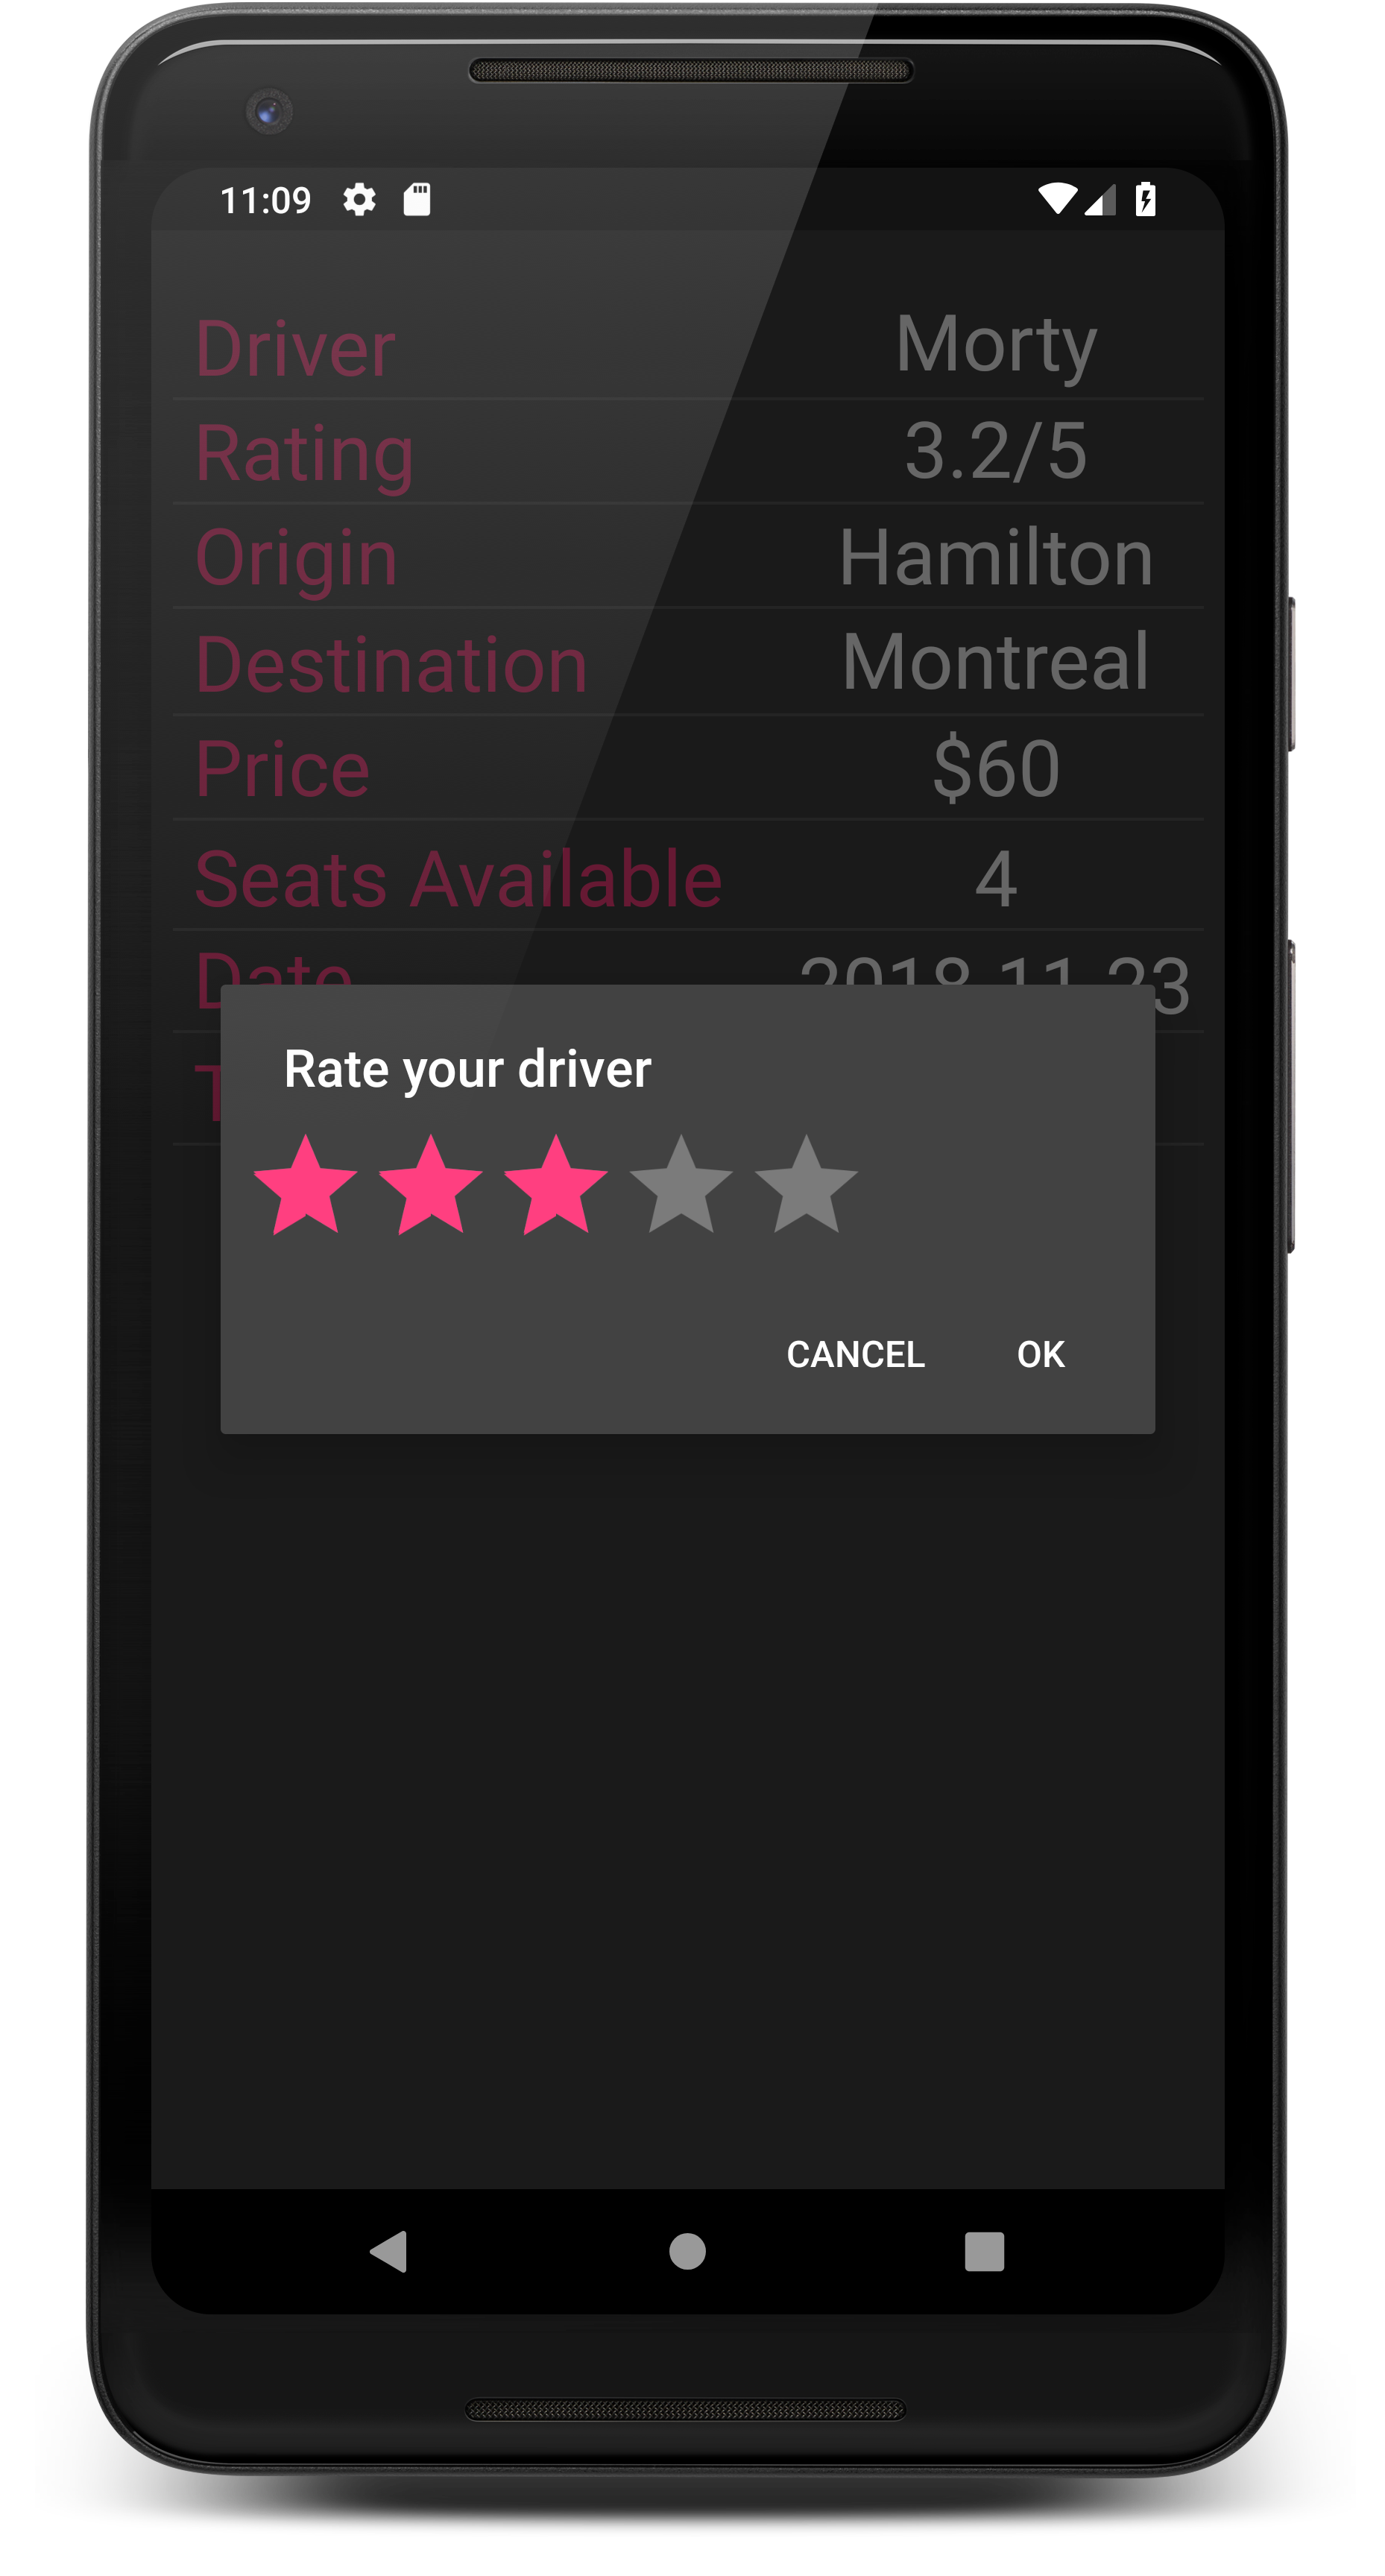 11:09
Driver Morty
Rating 3.2/5
Origin Hamilton
Destination Montreal
Price $60
Seats Available 4
Date 2018 11 23
Rate your driver
CANCEL OK